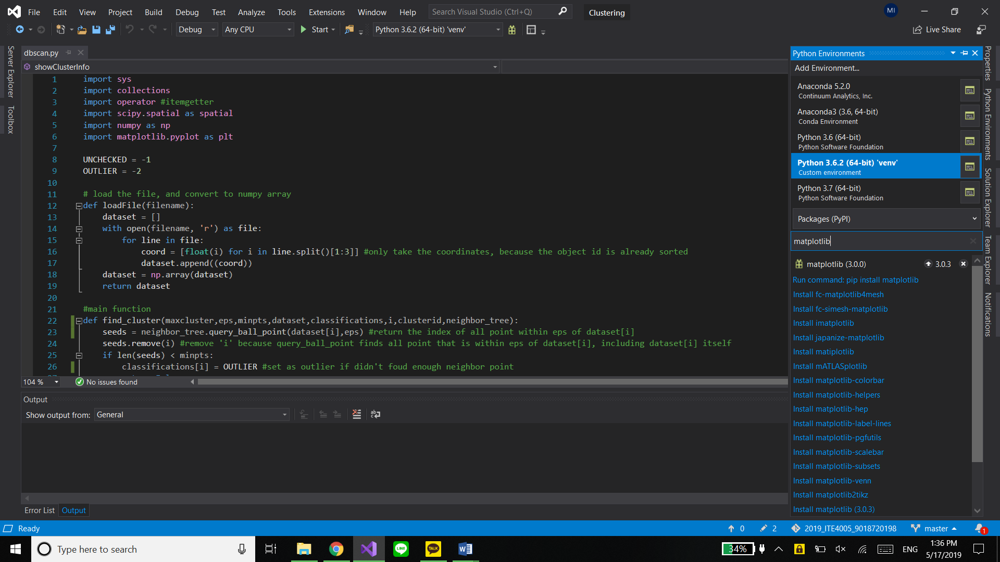 File Edit View Project Build Debug Test Analyze Tools Extensions Window Help Search Visual Studio (Ctrl+Q) Clustering MI
Debug Any CPU Start Python 3.6.2 (64-bit) 'venv' Live Share
Server Explorer
Toolbox
dbscan.py
showClusterInfo
1 import sys
2 import collections
3 import operator #itemgetter
4 import scipy.spatial as spatial
5 import numpy as np
6 import matplotlib.pyplot as plt
7
8 UNCHECKED = -1
9 OUTLIER = -2
10
11 # load the file, and convert to numpy array
12 def loadFile(filename):
13 dataset = []
14 with open(filename, 'r') as file:
15 for line in file:
16 coord = [float(i) for i in line.split()[1:3]] #only take the coordinates, because the object id is already sorted
17 dataset.append((coord))
18 dataset = np.array(dataset)
19 return dataset
20
21 #main function
22 def find_cluster(maxcluster,eps,minpts,dataset,classifications,i,clusterid,neighbor_tree):
23 seeds = neighbor_tree.query_ball_point(dataset[i],eps) #return the index of all point within eps of dataset[i]
24 seeds.remove(i) #remove 'i' because query_ball_point finds all point that is within eps of dataset[i], including dataset[i] itself
25 if len(seeds) < minpts:
26 classifications[i] = OUTLIER #set as outlier if didn't foud enough neighbor point
104 % No issues found
Output
Show output from: General
Error List Output
Python Environments
Add Environment...
Anaconda 5.2.0
Continuum Analytics, Inc.
Anaconda3 (3.6, 64-bit)
Conda Environment
Python 3.6 (64-bit)
Python Software Foundation
Python 3.6.2 (64-bit) 'venv'
Custom environment
Python 3.7 (64-bit)
Python Software Foundation
Packages (PyPI)
matplotlib
matplotlib (3.0.0) 3.0.3
Run command: pip install matplotlib
Install fc-matplotlib4mesh
Install fc-simesh-matplotlib
Install imatplotlib
Install japanize-matplotlib
Install matiplotlib
Install mATLASplotlib
Install matplotlib-colorbar
Install matplotlib-helpers
Install matplotlib-hep
Install matplotlib-label-lines
Install matplotlib-pgfutils
Install matplotlib-scalebar
Install matplotlib-subsets
Install matplotlib-venn
Install matplotlib2tikz
Install matplotlib (3.0.3)
Properties
Python Environments
Solution Explorer
Team Explorer
Notifications
Ready 0 2 2019_ITE4005_9018720198 master 1
Type here to search LINE TALK 34% ENG 1:36 PM
5/17/2019